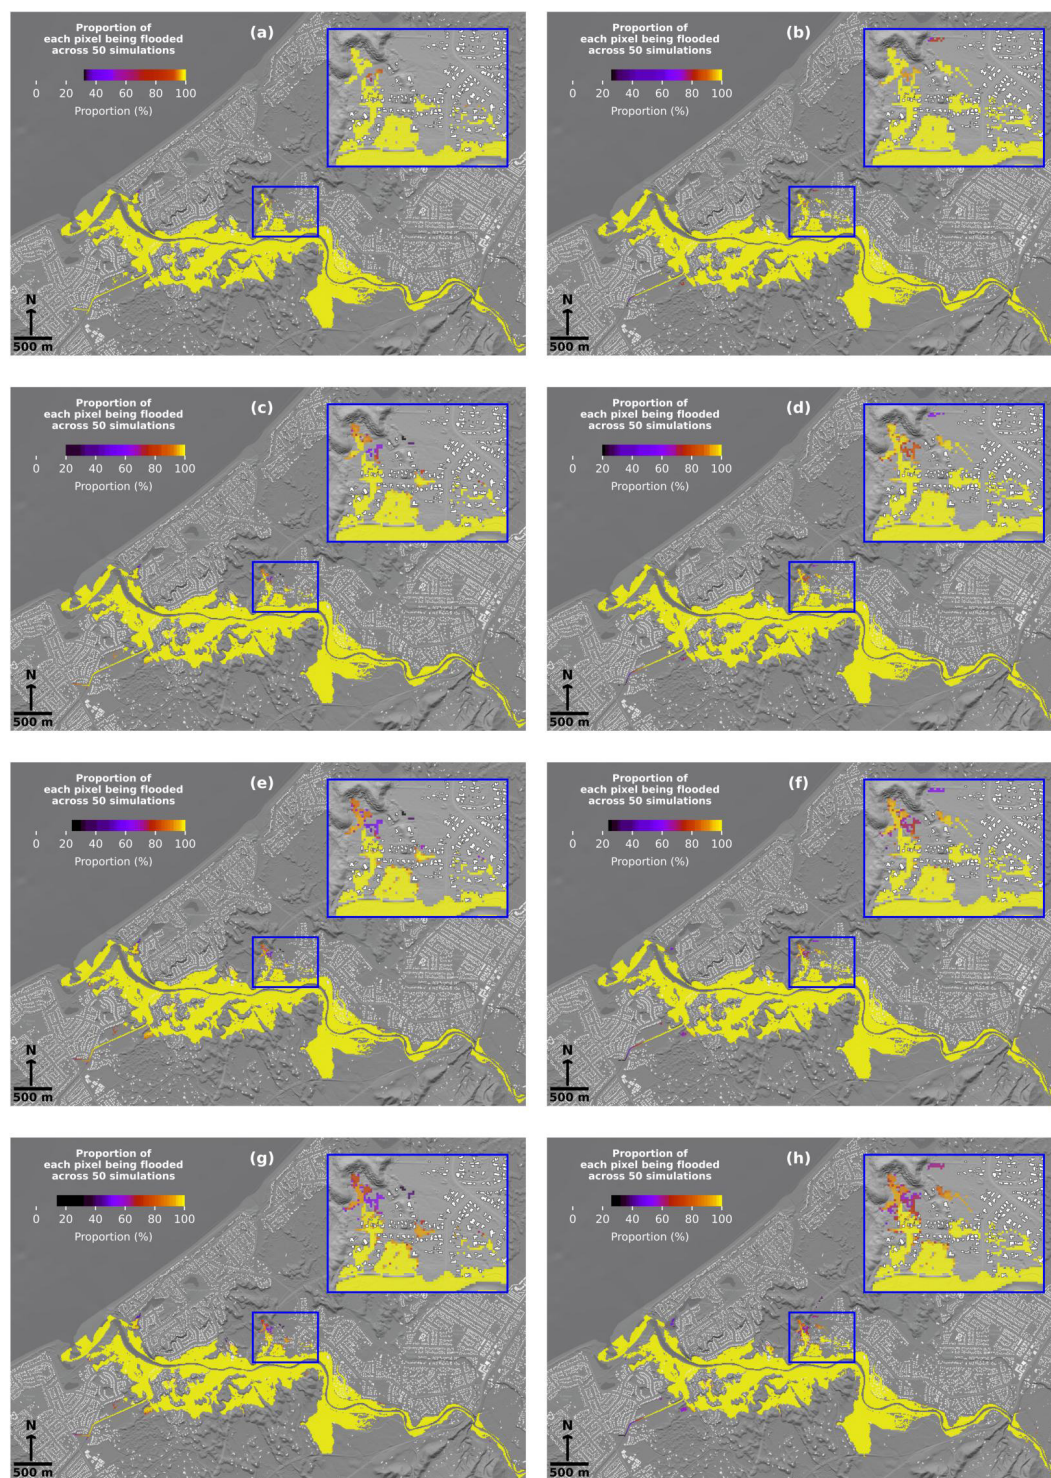 Proportion of
each pixel being flooded
across 50 simulations
(a)
0 20 40 60 80 100
Proportion (%)
N
500 m
Proportion of
each pixel being flooded
across 50 simulations
(b)
0 20 40 60 80 100
Proportion (%)
N
500 m
Proportion of
each pixel being flooded
across 50 simulations
(c)
0 20 40 60 80 100
Proportion (%)
N
500 m
Proportion of
each pixel being flooded
across 50 simulations
(d)
0 20 40 60 80 100
Proportion (%)
N
500 m
Proportion of
each pixel being flooded
across 50 simulations
(e)
0 20 40 60 80 100
Proportion (%)
N
500 m
Proportion of
each pixel being flooded
across 50 simulations
(f)
0 20 40 60 80 100
Proportion (%)
N
500 m
Proportion of
each pixel being flooded
across 50 simulations
(g)
0 20 40 60 80 100
Proportion (%)
N
500 m
Proportion of
each pixel being flooded
across 50 simulations
(h)
0 20 40 60 80 100
Proportion (%)
N
500 m